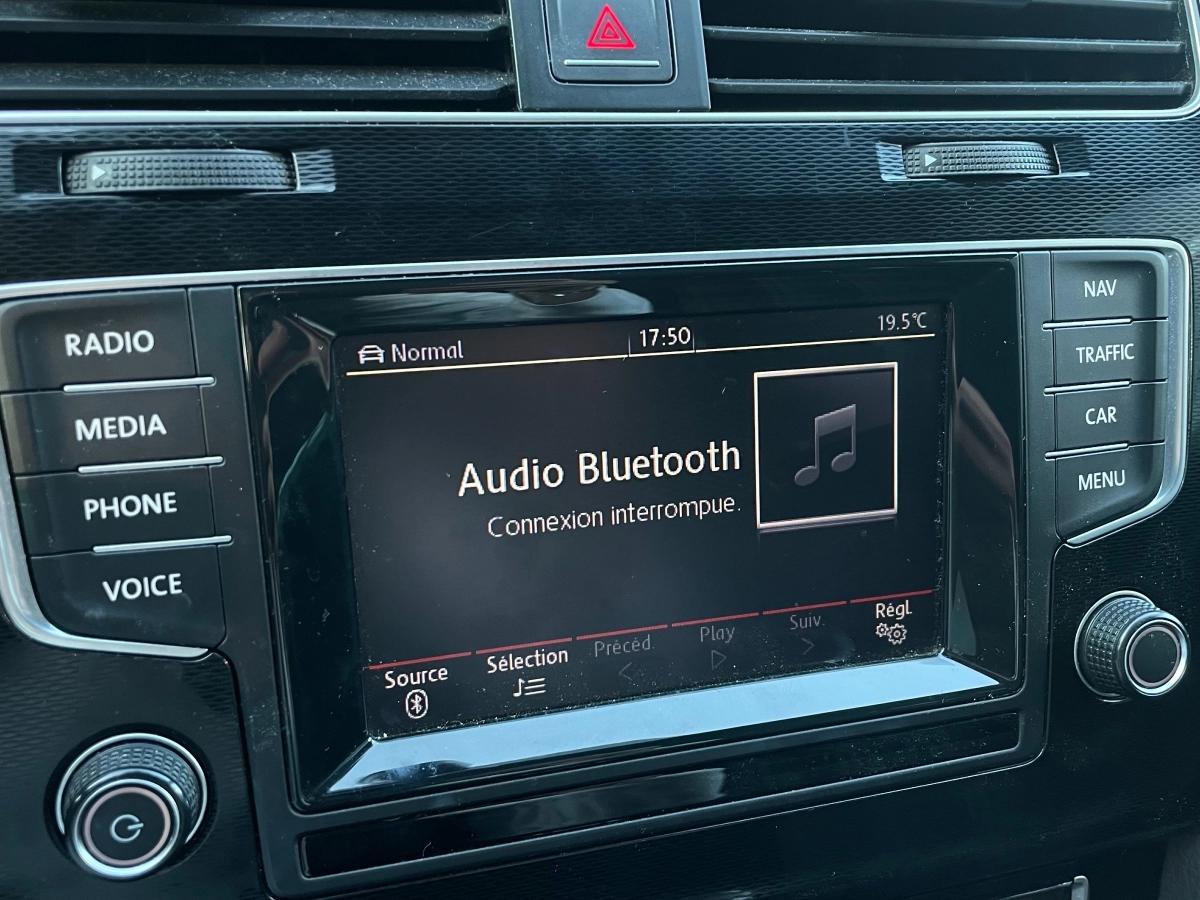 RADIO
MEDIA
PHONE
VOICE
Normal
17:50
19.5°C
Audio Bluetooth
Connexion interrompue.
Source
Sélection
Précéd.
Play
Suiv.
Régl
NAV
TRAFFIC
CAR
MENU